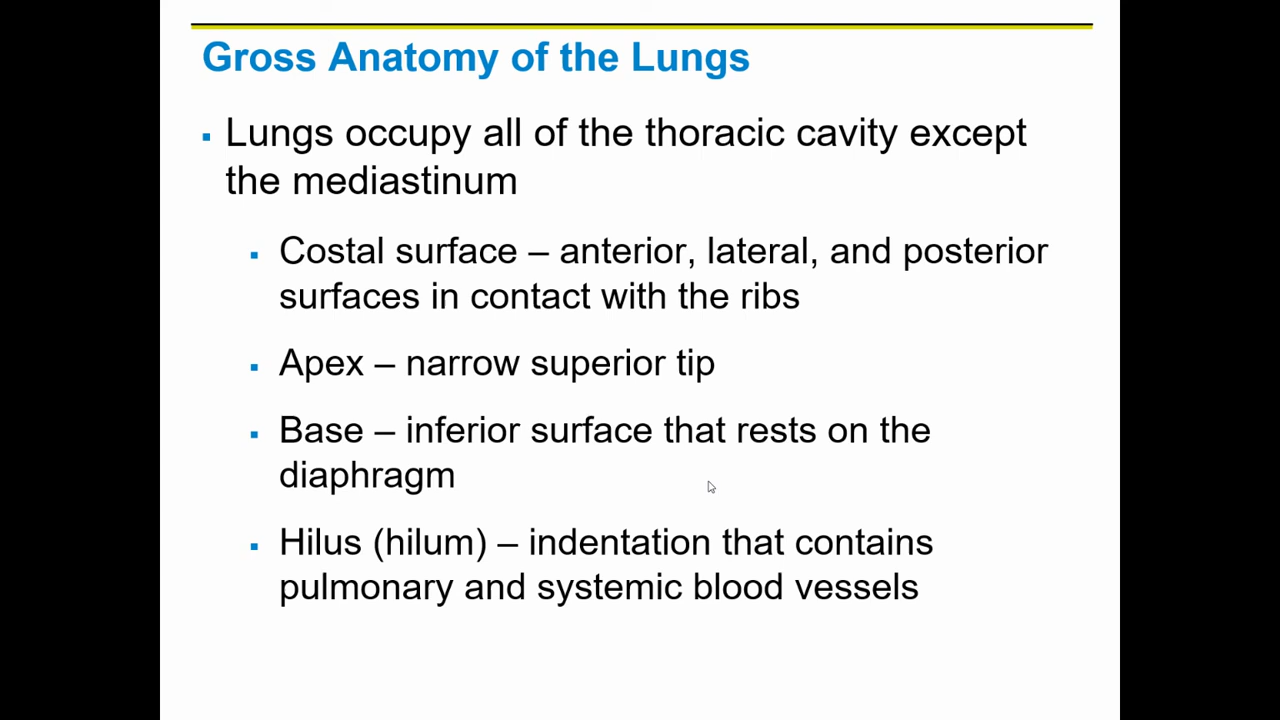 Gross Anatomy of the Lungs
▪ Lungs occupy all of the thoracic cavity except
the mediastinum
▪ Costal surface – anterior, lateral, and posterior
surfaces in contact with the ribs
▪ Apex – narrow superior tip
▪ Base – inferior surface that rests on the
diaphragm
▪ Hilus (hilum) – indentation that contains
pulmonary and systemic blood vessels